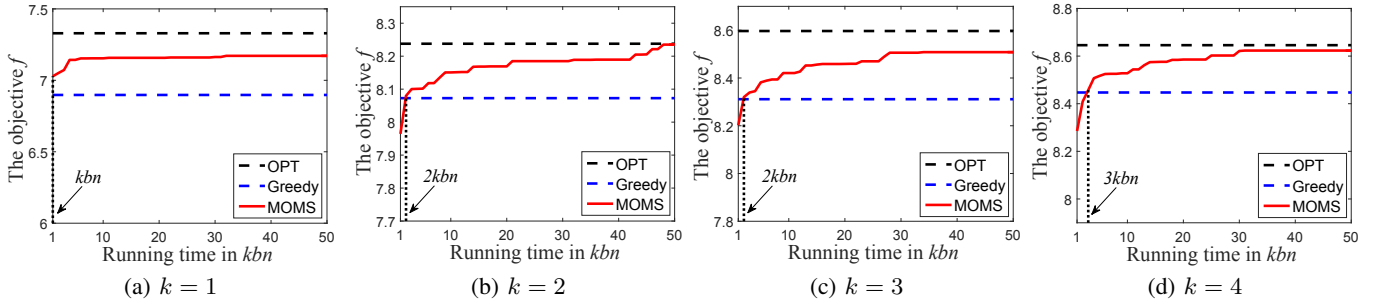 The objective f
7.5
7
6.5
6
kbn
OPT
Greedy
MOMS
1 10 20 30 40 50
Running time in kbn
(a) k = 1
The objective f
8.3
8.2
8.1
8
7.9
7.8
7.7
2kbn
OPT
Greedy
MOMS
1 10 20 30 40 50
Running time in kbn
(b) k = 2
The objective f
8.6
8.4
8.2
8
7.8
2kbn
OPT
Greedy
MOMS
1 10 20 30 40 50
Running time in kbn
(c) k = 3
The objective f
8.8
8.6
8.4
8.2
8
3kbn
OPT
Greedy
MOMS
1 10 20 30 40 50
Running time in kbn
(d) k = 4